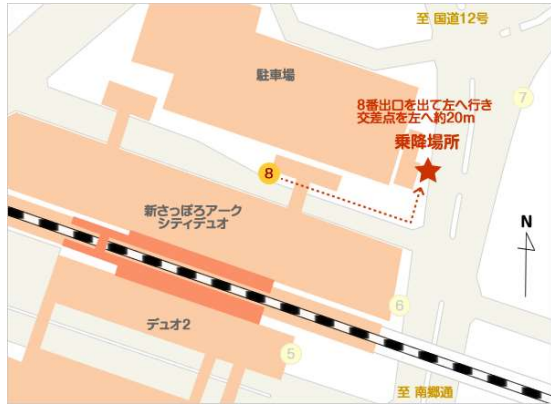 至 国道12号
駐車場
7
8番出口を出て左へ行き
交差点を左へ約20m
乗降場所
8
新さっぽろアーク
シティデュオ
N
6
デュオ2
5
至 南郷通